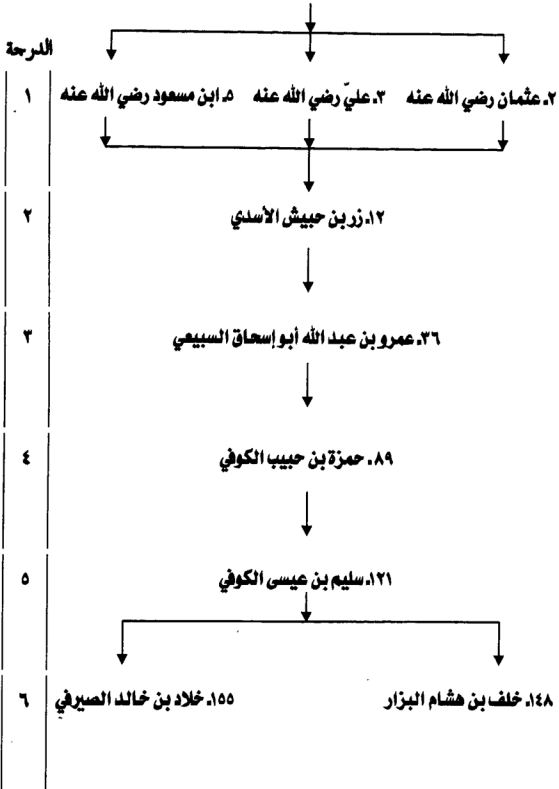 الدرجة
٢. عثمان رضي الله عنه ٣. عليّ رضي الله عنه ٥. ابن مسعود رضي الله عنه ١
١٢. زر بن حبيش الأسدي ٢
٣٦. عمرو بن عبد الله أبو إسحاق السبيعي ٣
٨٩. حمزة بن حبيب الكوفي ٤
١٢١. سليم بن عيسى الكوفي ٥
١٤٨. خلف بن هشام البزار ١٥٥. خلاد بن خالد الصيرفي ٦